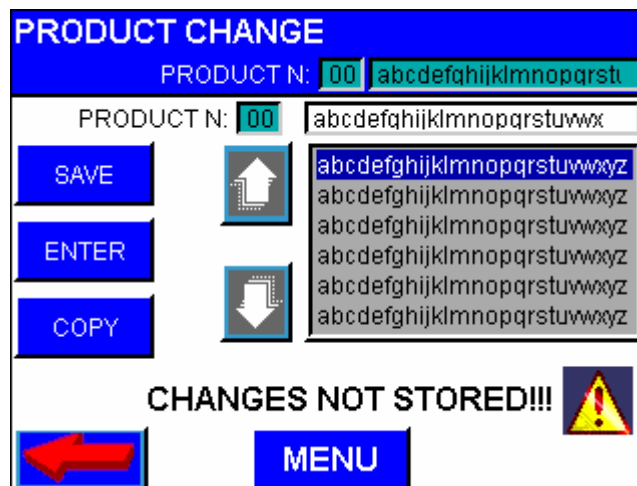 PRODUCT CHANGE
PRODUCT N: 00 abcdefghijklmnopqrstu
PRODUCT N: 00 abcdefghijklmnopqrstuvwx
SAVE
ENTER
COPY
abcdefghijklmnopqrstuvwxyz
abcdefghijklmnopqrstuvwxyz
abcdefghijklmnopqrstuvwxyz
abcdefghijklmnopqrstuvwxyz
abcdefghijklmnopqrstuvwxyz
abcdefghijklmnopqrstuvwxyz
CHANGES NOT STORED!!!
MENU